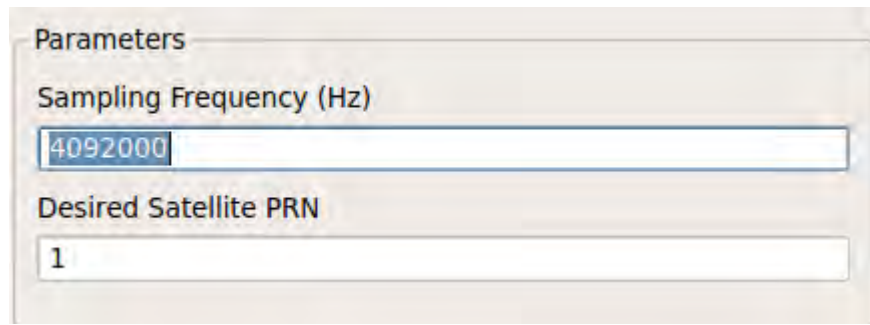 Parameters
Sampling Frequency (Hz)
4092000
Desired Satellite PRN
1